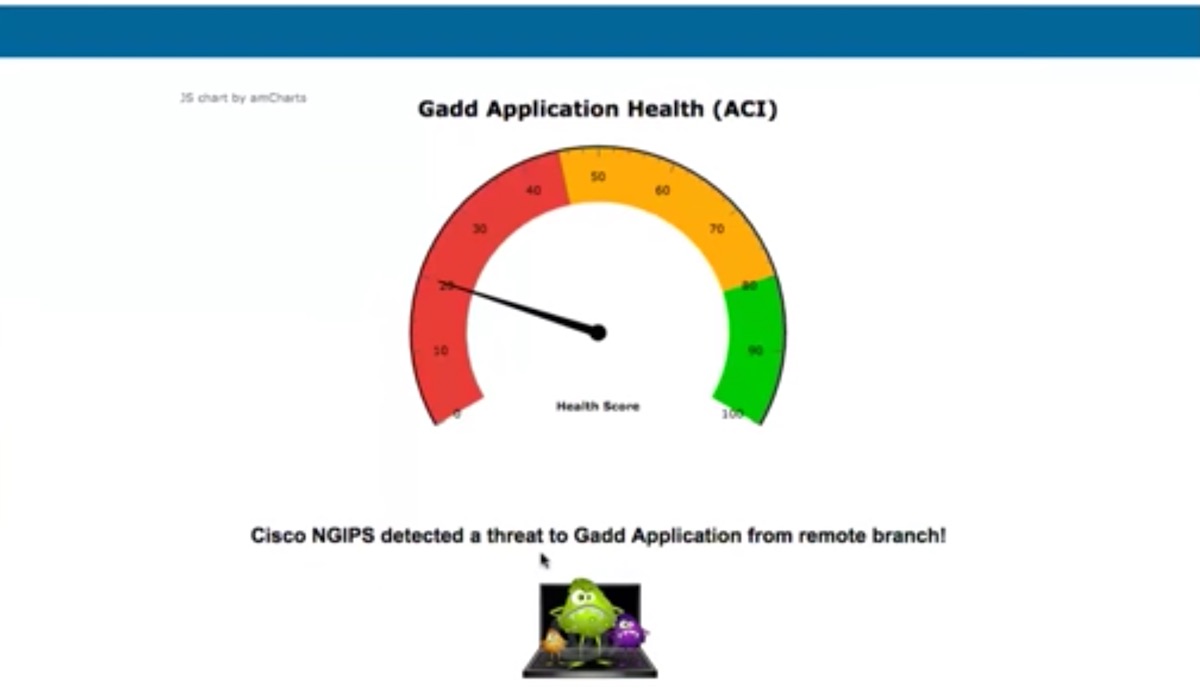 JS chart by amCharts
Gadd Application Health (ACI)
50
40
60
30
70
20
80
10
90
0
100
Health Score
Cisco NGIPS detected a threat to Gadd Application from remote branch!